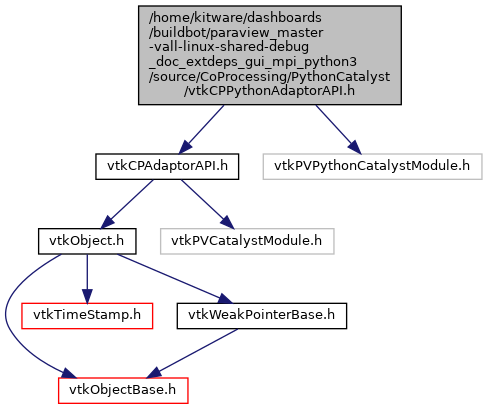 /home/kitware/dashboards
/buildbot/paraview_master
-vall-linux-shared-debug
_doc_extdeps_gui_mpi_python3
/source/CoProcessing/PythonCatalyst
/vtkCPPythonAdaptorAPI.h
vtkCPAdaptorAPI.h
vtkPVPythonCatalystModule.h
vtkObject.h
vtkPVCatalystModule.h
vtkTimeStamp.h
vtkWeakPointerBase.h
vtkObjectBase.h